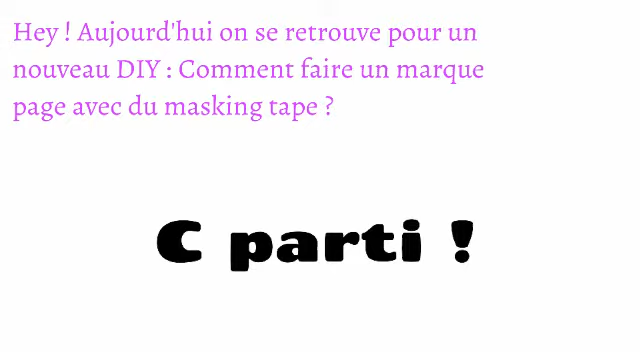 Hey ! Aujourd'hui on se retrouve pour un
nouveau DIY : Comment faire un marque
page avec du masking tape ?
C parti !